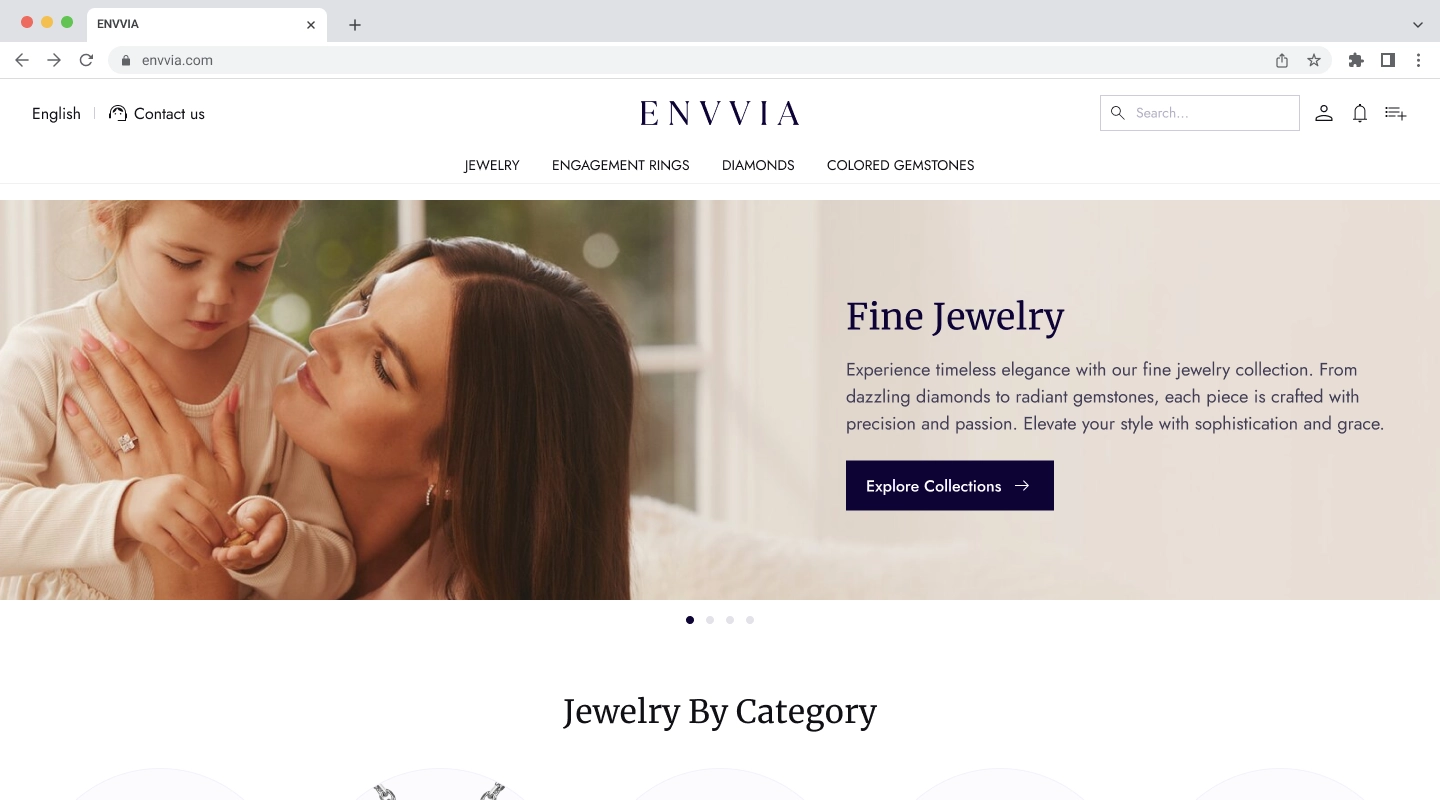 ENVVIA
envvia.com
English
Contact us
ENVVIA
Search...
JEWELRY
ENGAGEMENT RINGS
DIAMONDS
COLORED GEMSTONES
Fine Jewelry
Experience timeless elegance with our fine jewelry collection. From
dazzling diamonds to radiant gemstones, each piece is crafted with
precision and passion. Elevate your style with sophistication and grace.
Explore Collections
Jewelry By Category